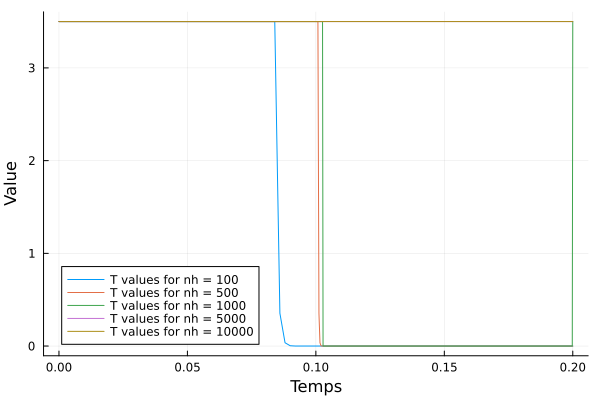 3
2
1
0
Value
T values for nh = 100
T values for nh = 500
T values for nh = 1000
T values for nh = 5000
T values for nh = 10000
0.00 0.05 0.10 0.15 0.20
Temps